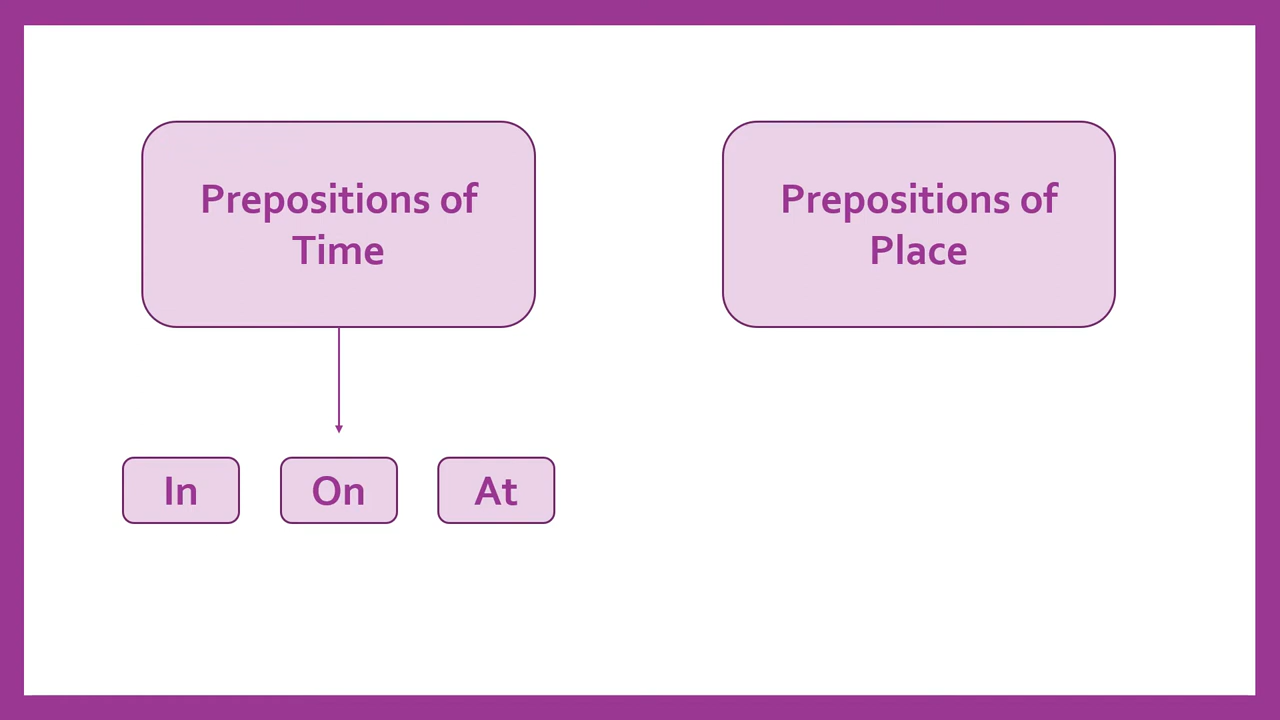 Prepositions of
Time
Prepositions of
Place
In
On
At